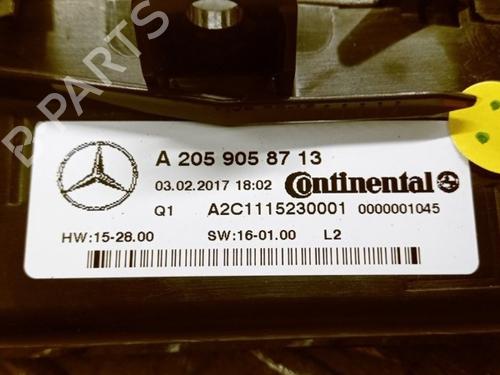 B-PARTS
A 205 905 87 13
03.02.2017 18:02 Continental
Q1 A2C1115230001 0000001045
HW:15-28.00 SW:16-01.00 L2